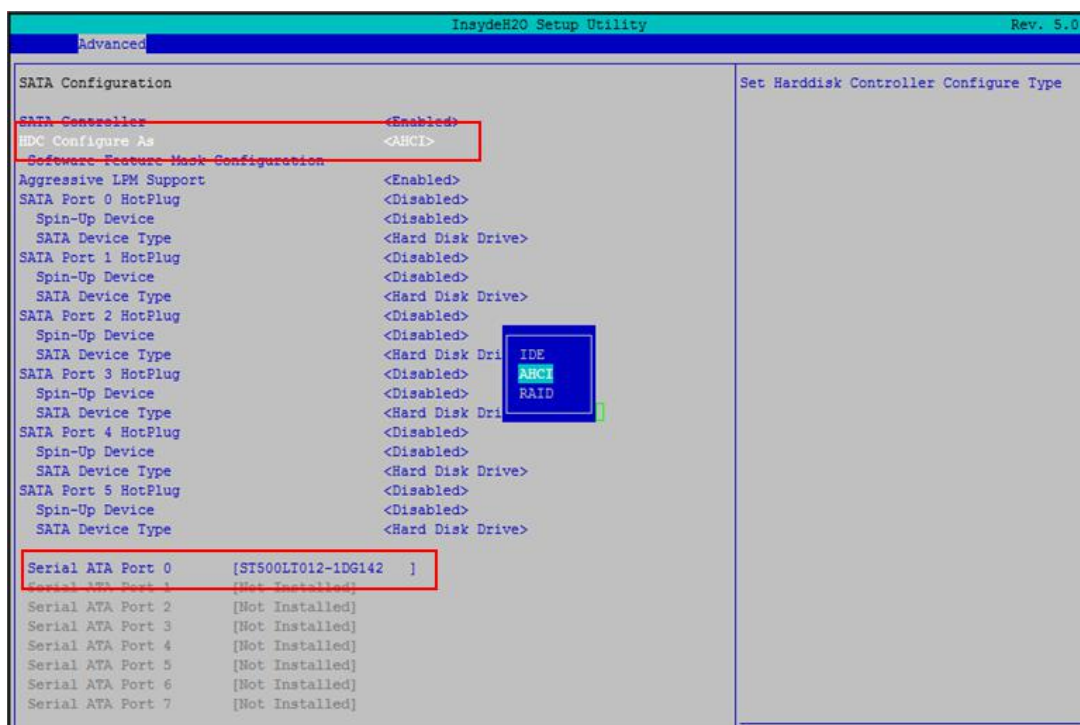 InsydeH2O Setup Utility Rev. 5.0
Advanced
SATA Configuration Set Harddisk Controller Configure Type
SATA Controller <Enabled>
HDC Configure As <AHCI>
Software Feature Mask Configuration
Aggressive LPM Support <Enabled>
SATA Port 0 HotPlug <Disabled>
Spin-Up Device <Disabled>
SATA Device Type <Hard Disk Drive>
SATA Port 1 HotPlug <Disabled>
Spin-Up Device <Disabled>
SATA Device Type <Hard Disk Drive>
SATA Port 2 HotPlug <Disabled>
Spin-Up Device <Disabled>
SATA Device Type <Hard Disk Dri IDE
SATA Port 3 HotPlug <Disabled> AHCI
Spin-Up Device <Disabled> RAID
SATA Device Type <Hard Disk Dri
SATA Port 4 HotPlug <Disabled>
Spin-Up Device <Disabled>
SATA Device Type <Hard Disk Drive>
SATA Port 5 HotPlug <Disabled>
Spin-Up Device <Disabled>
SATA Device Type <Hard Disk Drive>
Serial ATA Port 0 [ST500LT012-1DG142 ]
Serial ATA Port 1 [Not Installed]
Serial ATA Port 2 [Not Installed]
Serial ATA Port 3 [Not Installed]
Serial ATA Port 4 [Not Installed]
Serial ATA Port 5 [Not Installed]
Serial ATA Port 6 [Not Installed]
Serial ATA Port 7 [Not Installed]